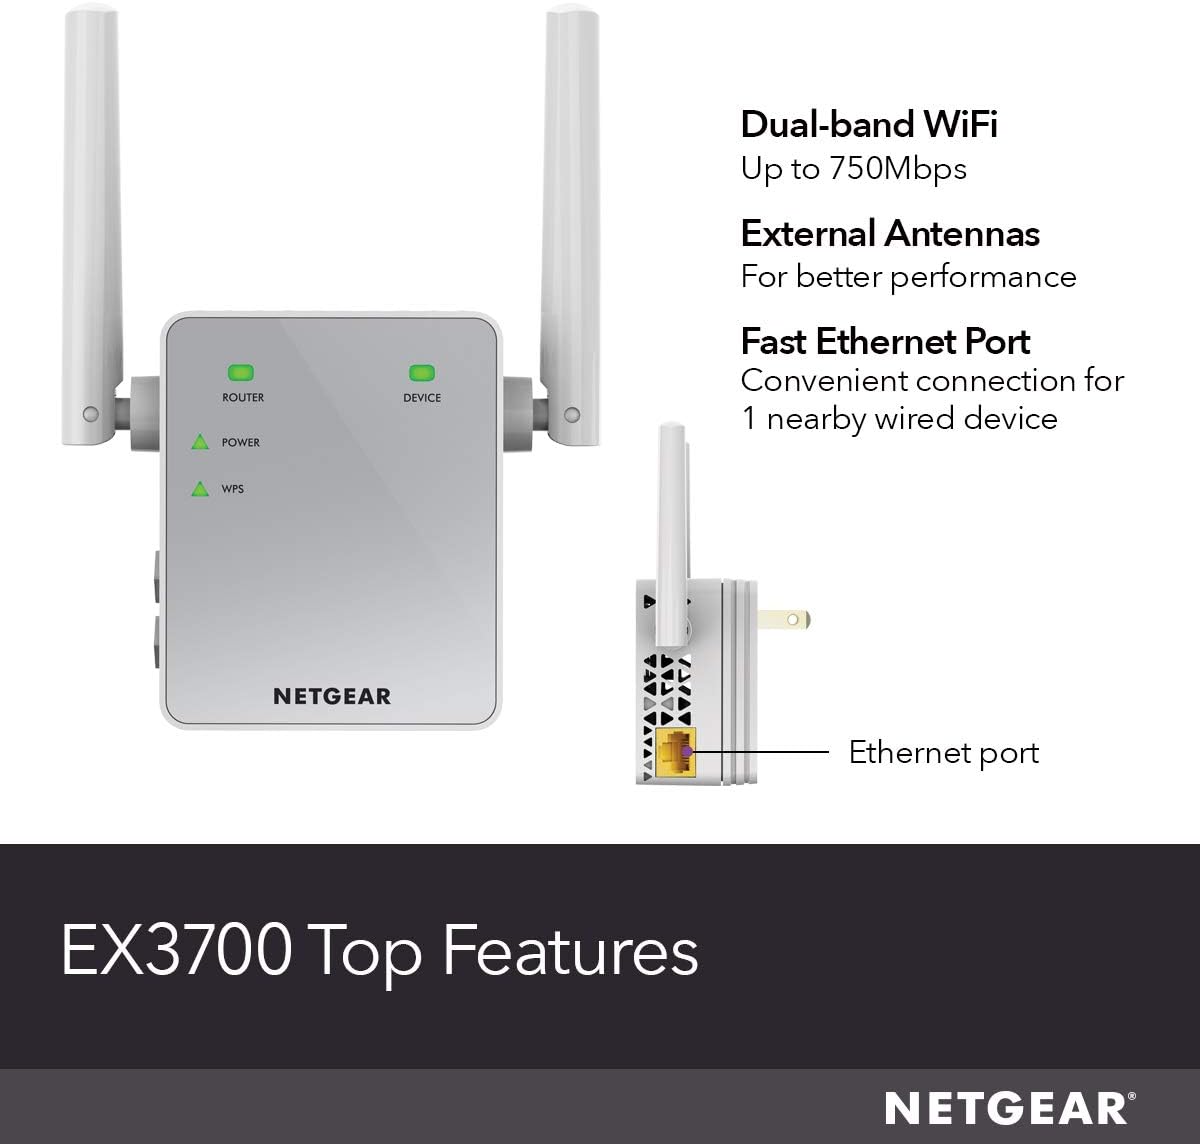 Dual-band WiFi
Up to 750Mbps
External Antennas
For better performance
Fast Ethernet Port
Convenient connection for
1 nearby wired device
ROUTER
DEVICE
POWER
WPS
NETGEAR
Ethernet port
EX3700 Top Features
NETGEAR®